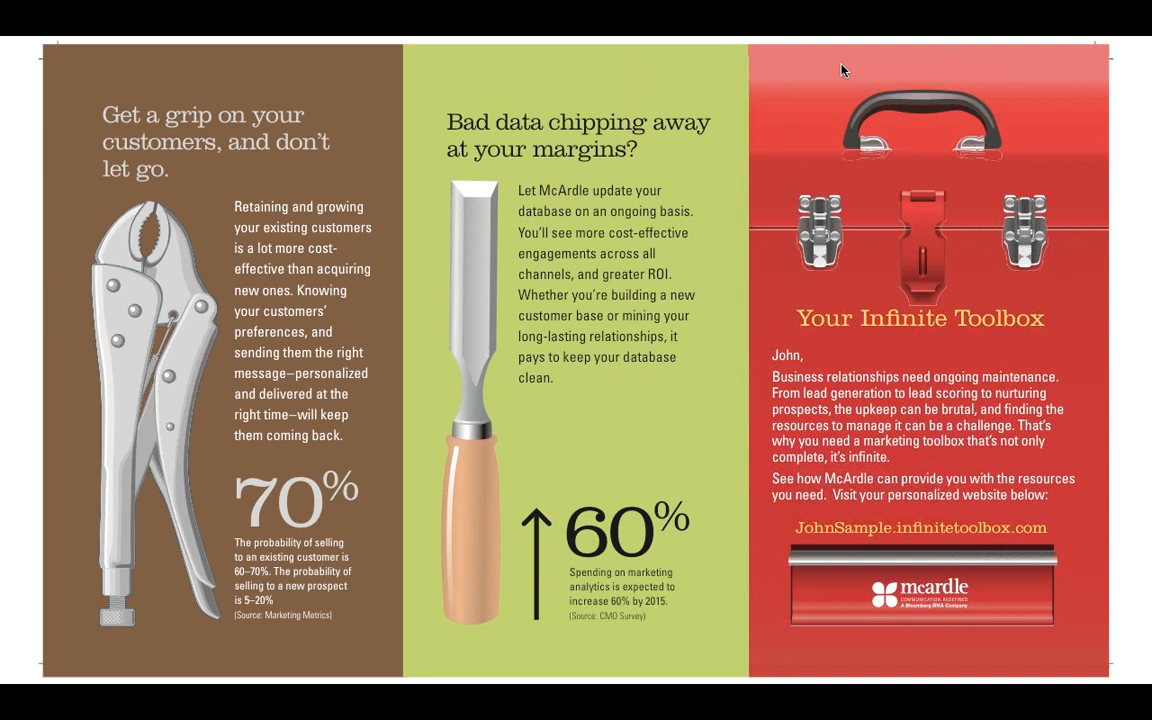 Get a grip on your
customers, and don't
let go.
Retaining and growing
your existing customers
is a lot more cost-
effective than acquiring
new ones. Knowing
your customers'
preferences, and
sending them the right
message–personalized
and delivered at the
right time–will keep
them coming back.
70%
The probability of selling
to an existing customer is
60–70%. The probability of
selling to a new prospect
is 5–20%
(Source: Marketing Metrics)
Bad data chipping away
at your margins?
Let McArdle update your
database on an ongoing basis.
You'll see more cost-effective
engagements across all
channels, and greater ROI.
Whether you're building a new
customer base or mining your
long-lasting relationships, it
pays to keep your database
clean.
60%
Spending on marketing
analytics is expected to
increase 60% by 2015.
(Source: CMO Survey)
Your Infinite Toolbox
John,
Business relationships need ongoing maintenance.
From lead generation to lead scoring to nurturing
prospects, the upkeep can be brutal, and finding the
resources to manage it can be a challenge. That's
why you need a marketing toolbox that's not only
complete, it's infinite.
See how McArdle can provide you with the resources
you need. Visit your personalized website below:
JohnSample.infinitetoolbox.com
mcardle
COMMUNICATION REDEFINED
A Bloomberg BNA Company